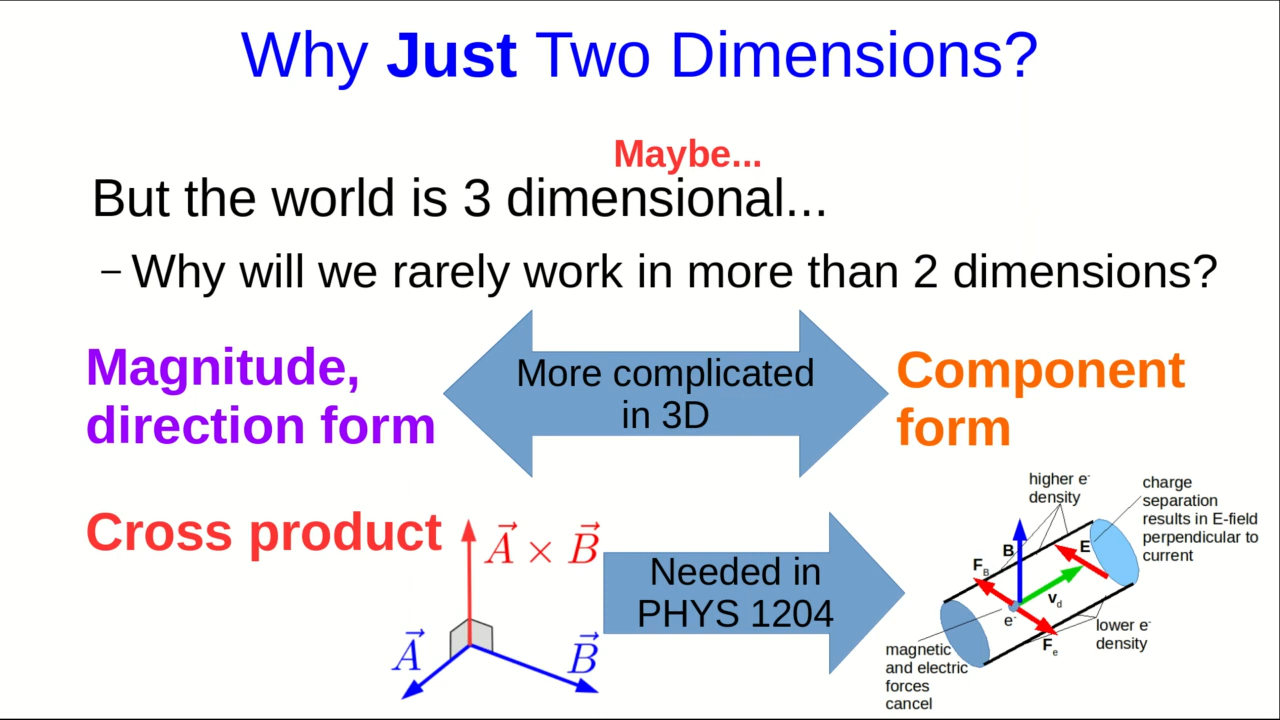 Why Just Two Dimensions?
Maybe...
But the world is 3 dimensional...
– Why will we rarely work in more than 2 dimensions?
Magnitude,
direction form
More complicated
in 3D
Component
form
Cross product
A⃗ × B⃗
A⃗
B⃗
Needed in
PHYS 1204
higher e⁻
density
charge
separation
results in E-field
perpendicular to
current
B
E
F_B
v_d
e⁻
F_e
lower e⁻
density
magnetic
and electric
forces
cancel